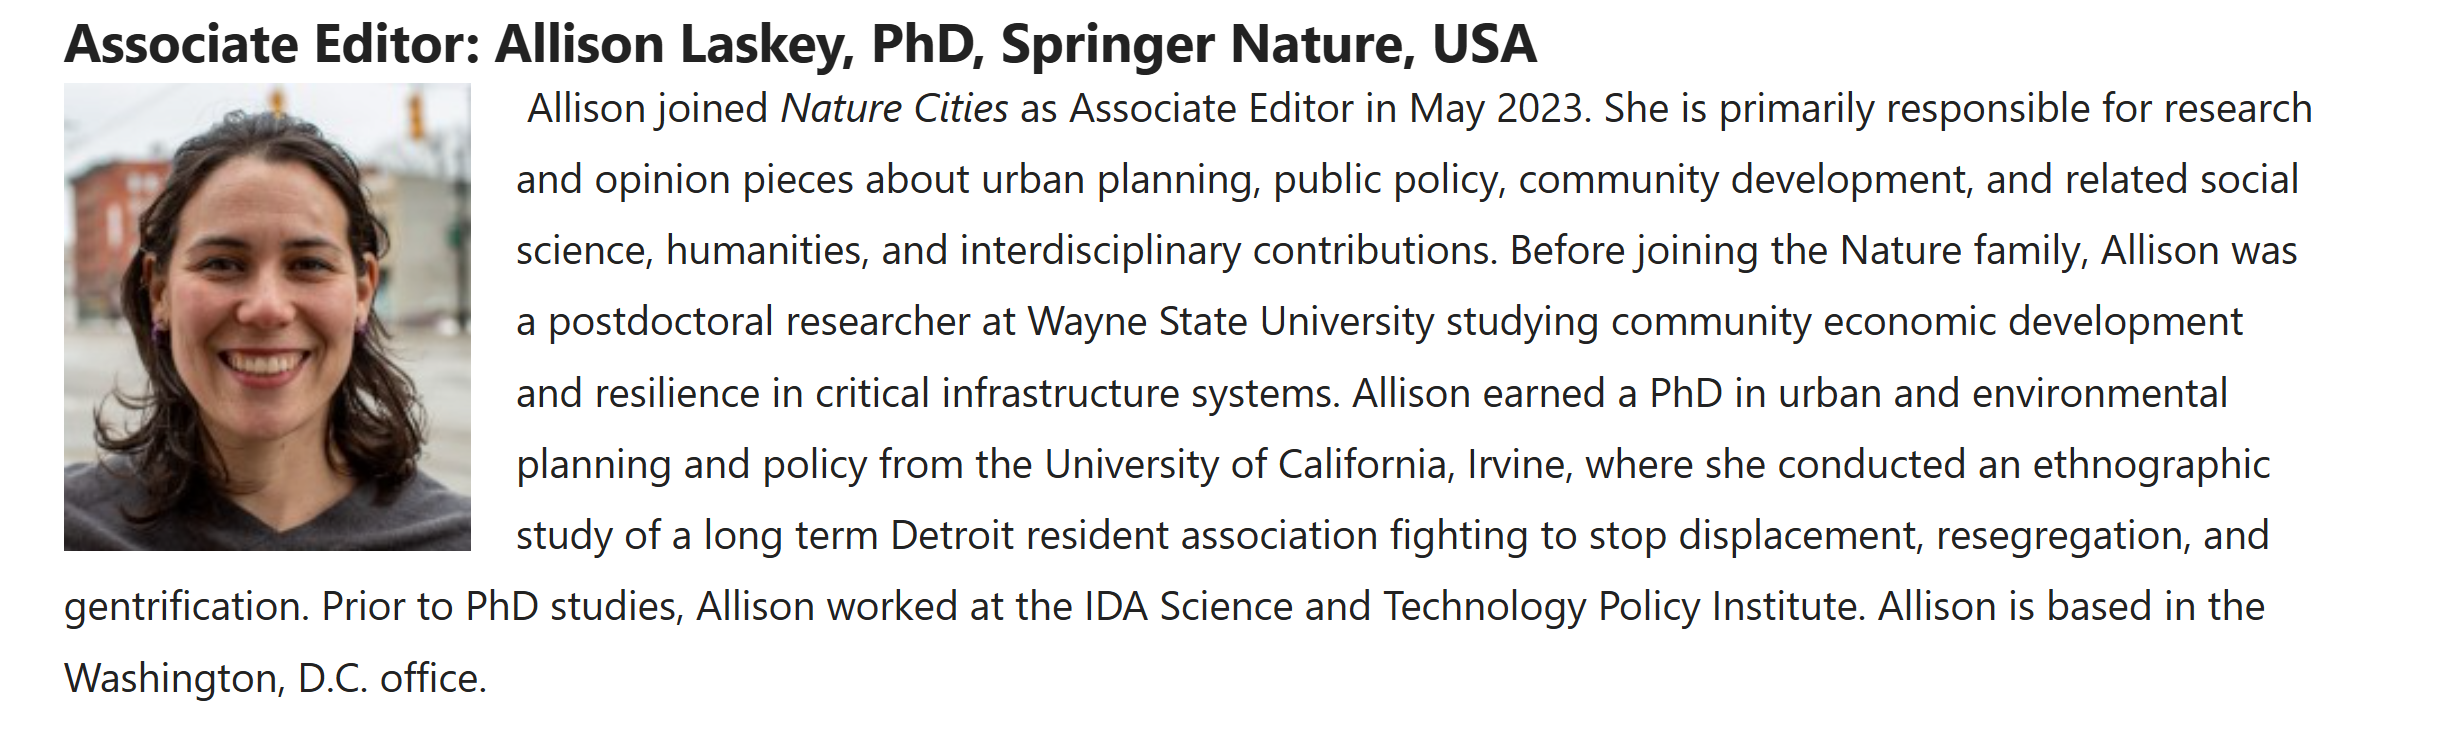 Associate Editor: Allison Laskey, PhD, Springer Nature, USA
Allison joined Nature Cities as Associate Editor in May 2023. She is primarily responsible for research
and opinion pieces about urban planning, public policy, community development, and related social
science, humanities, and interdisciplinary contributions. Before joining the Nature family, Allison was
a postdoctoral researcher at Wayne State University studying community economic development
and resilience in critical infrastructure systems. Allison earned a PhD in urban and environmental
planning and policy from the University of California, Irvine, where she conducted an ethnographic
study of a long term Detroit resident association fighting to stop displacement, resegregation, and
gentrification. Prior to PhD studies, Allison worked at the IDA Science and Technology Policy Institute. Allison is based in the
Washington, D.C. office.